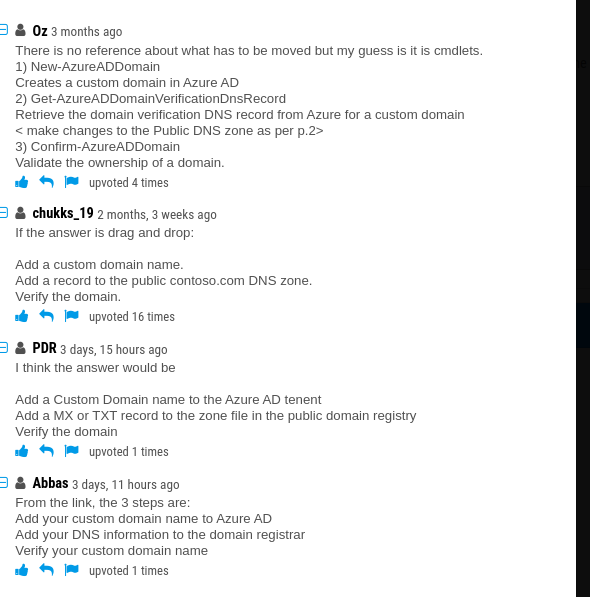 Oz 3 months ago
There is no reference about what has to be moved but my guess is it is cmdlets.
1) New-AzureADDomain
Creates a custom domain in Azure AD
2) Get-AzureADDomainVerificationDnsRecord
Retrieve the domain verification DNS record from Azure for a custom domain
< make changes to the Public DNS zone as per p.2>
3) Confirm-AzureADDomain
Validate the ownership of a domain.
upvoted 4 times
chukks_19 2 months, 3 weeks ago
If the answer is drag and drop:
Add a custom domain name.
Add a record to the public contoso.com DNS zone.
Verify the domain.
upvoted 16 times
PDR 3 days, 15 hours ago
I think the answer would be
Add a Custom Domain name to the Azure AD tenent
Add a MX or TXT record to the zone file in the public domain registry
Verify the domain
upvoted 1 times
Abbas 3 days, 11 hours ago
From the link, the 3 steps are:
Add your custom domain name to Azure AD
Add your DNS information to the domain registrar
Verify your custom domain name
upvoted 1 times